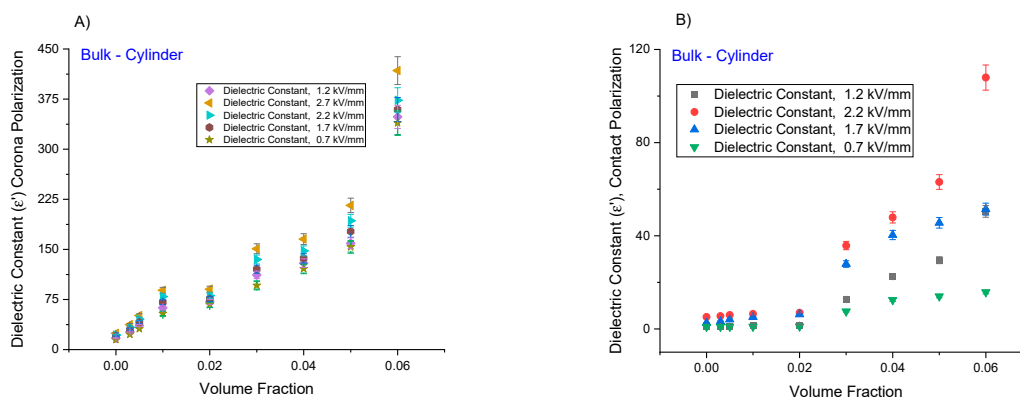 A)
Bulk - Cylinder
Dielectric Constant, 1.2 kV/mm
Dielectric Constant, 2.7 kV/mm
Dielectric Constant, 2.2 kV/mm
Dielectric Constant, 1.7 kV/mm
Dielectric Constant, 0.7 kV/mm
Dielectric Constant (ε') Corona Polarization
450
375
300
225
150
75
0
0.00 0.02 0.04 0.06
Volume Fraction
B)
Bulk - Cylinder
Dielectric Constant, 1.2 kV/mm
Dielectric Constant, 2.2 kV/mm
Dielectric Constant, 1.7 kV/mm
Dielectric Constant, 0.7 kV/mm
Dielectric Constant (ε'), Contact Polarization
120
80
40
0
0.00 0.02 0.04 0.06
Volume Fraction